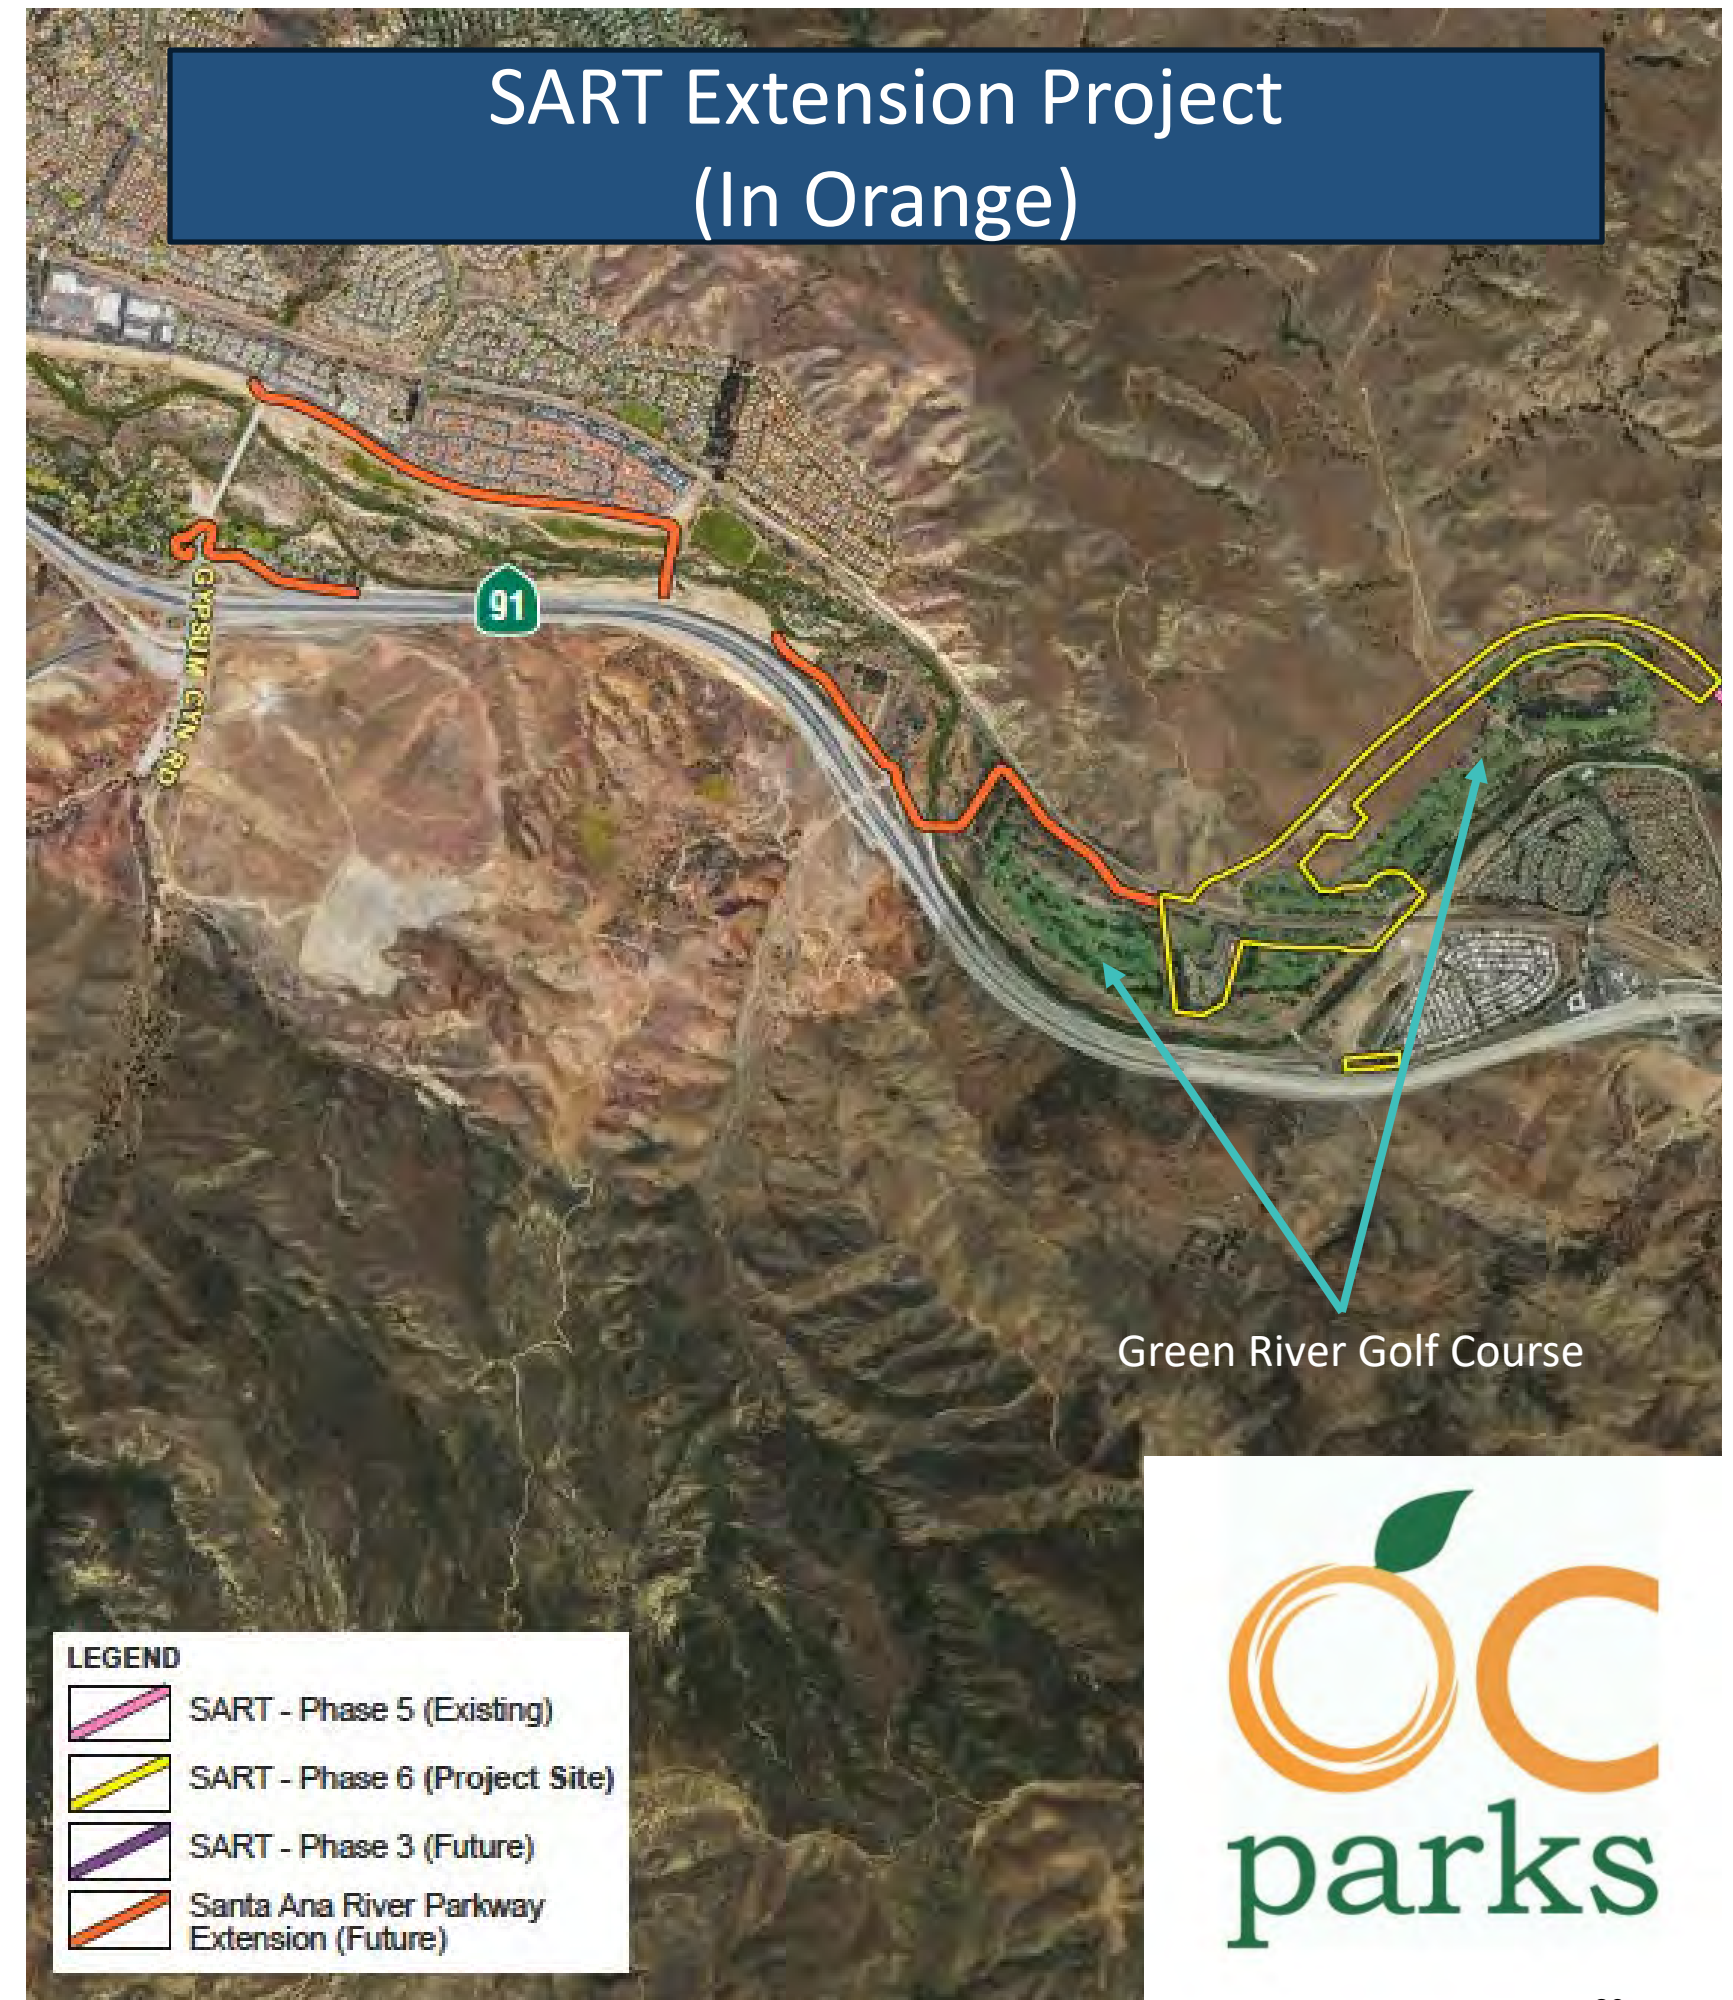 SART Extension Project
(In Orange)
91
GYPSUM CYN RD
Green River Golf Course
LEGEND
SART - Phase 5 (Existing)
SART - Phase 6 (Project Site)
SART - Phase 3 (Future)
Santa Ana River Parkway
Extension (Future)
OC
parks